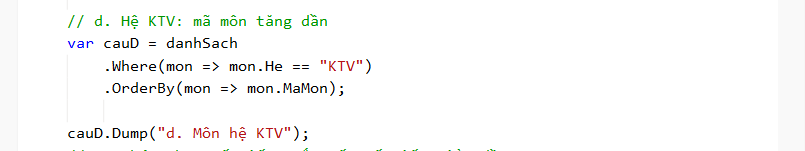 // d. Hệ KTV: mã môn tăng dần
var cauD = danhSach
.Where(mon => mon.He == "KTV")
.OrderBy(mon => mon.MaMon);
cauD.Dump("d. Môn hệ KTV");